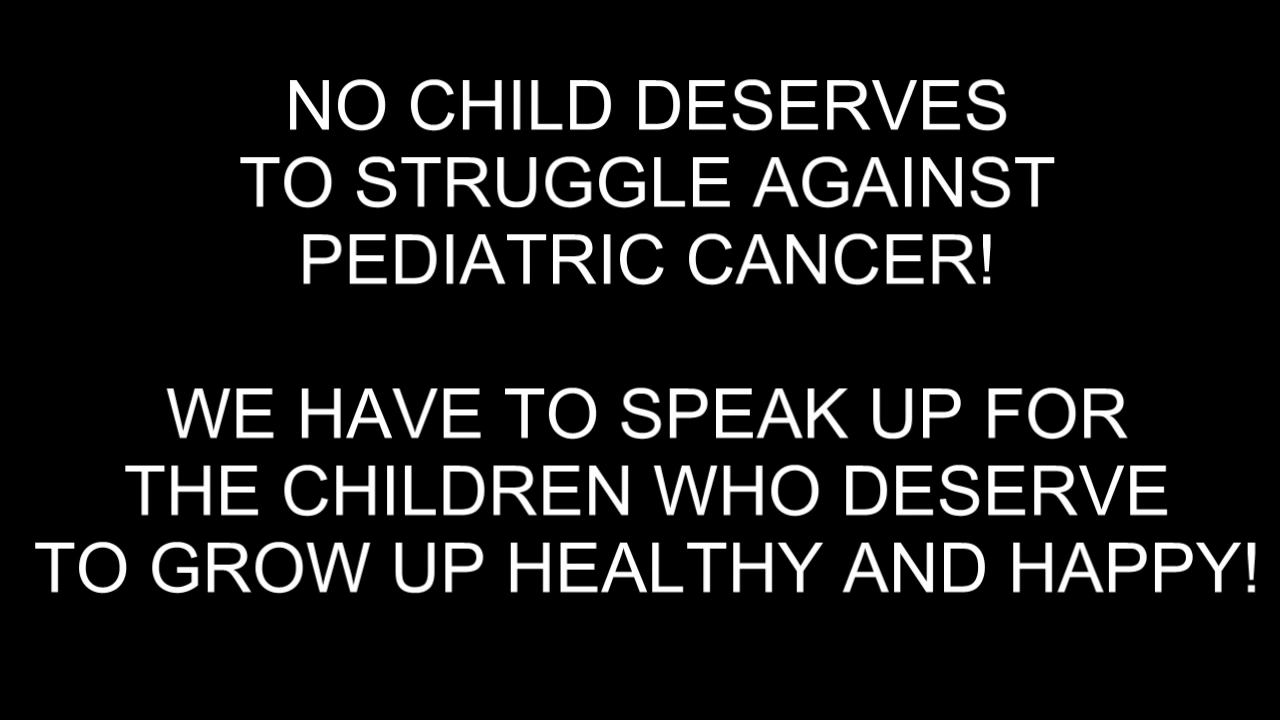 NO CHILD DESERVES
TO STRUGGLE AGAINST
PEDIATRIC CANCER!
WE HAVE TO SPEAK UP FOR
THE CHILDREN WHO DESERVE
TO GROW UP HEALTHY AND HAPPY!